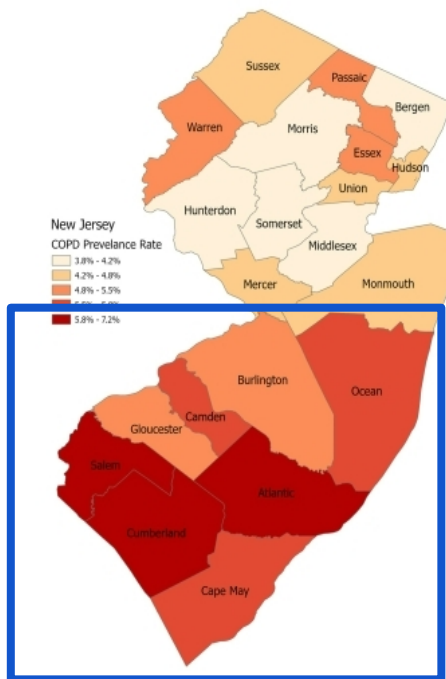 Sussex
Passaic
Bergen
Warren
Morris
Essex
Hudson
Union
Hunterdon
Somerset
Middlesex
New Jersey
COPD Prevelance Rate
3.8% - 4.2%
4.2% - 4.8%
4.8% - 5.5%
5.8% - 7.2%
Mercer
Monmouth
Burlington
Ocean
Camden
Gloucester
Salem
Atlantic
Cumberland
Cape May